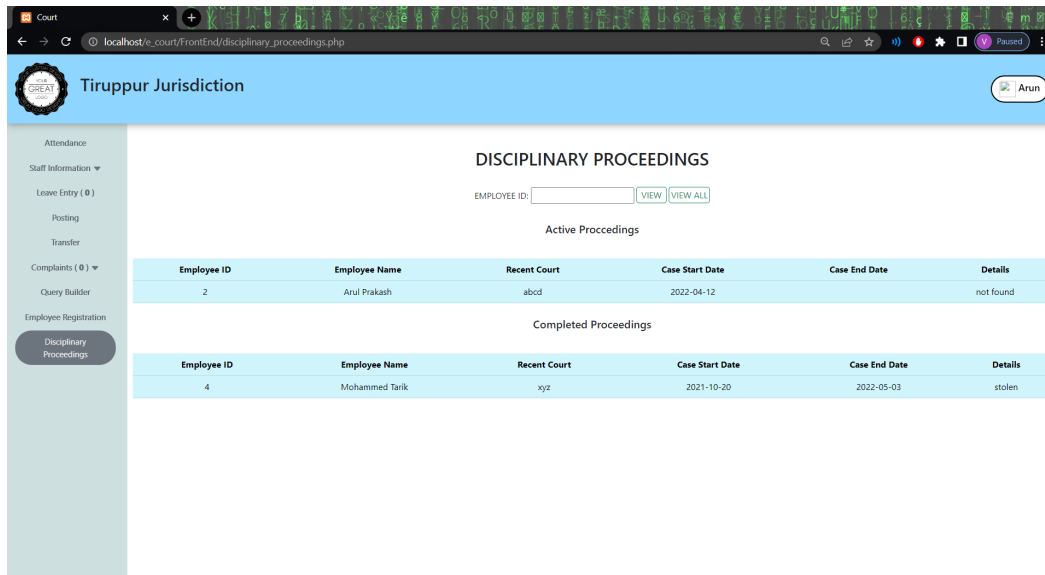 Court
localhost/e_court/FrontEnd/disciplinary_proceedings.php
V Paused
YOUR
GREAT
LOGO
Tiruppur Jurisdiction
Arun
Attendance
Staff Information
Leave Entry ( 0 )
Posting
Transfer
Complaints ( 0 )
Query Builder
Employee Registration
Disciplinary
Proceedings
DISCIPLINARY PROCEEDINGS
EMPLOYEE ID: VIEW VIEW ALL
Active Proccedings
Employee ID Employee Name Recent Court Case Start Date Case End Date Details
2 Arul Prakash abcd 2022-04-12 not found
Completed Proceedings
Employee ID Employee Name Recent Court Case Start Date Case End Date Details
4 Mohammed Tarik xyz 2021-10-20 2022-05-03 stolen